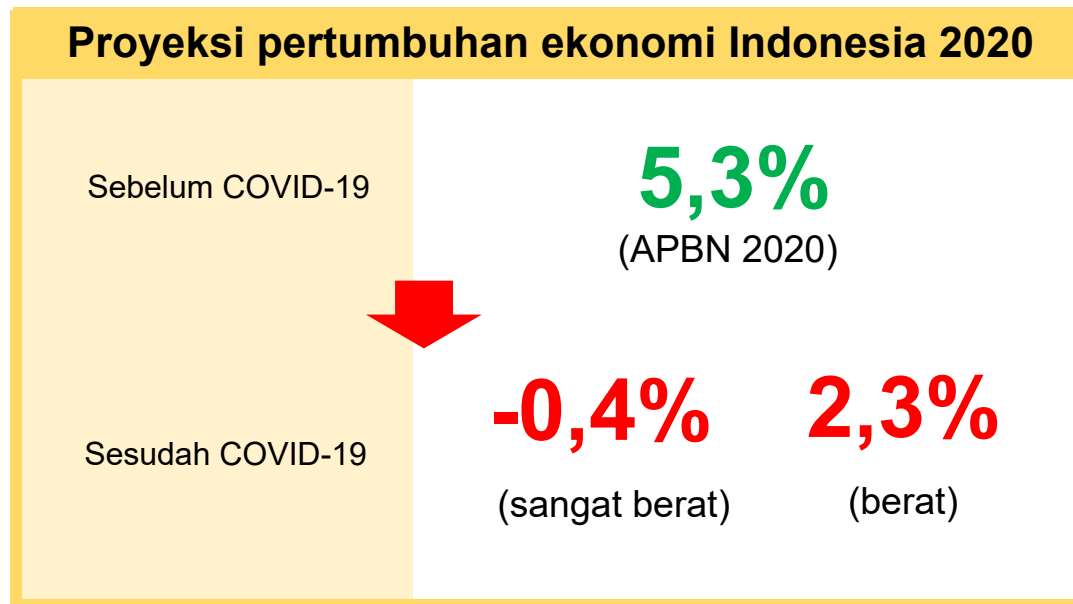 Proyeksi pertumbuhan ekonomi Indonesia 2020
Sebelum COVID-19
5,3%
(APBN 2020)
Sesudah COVID-19
-0,4%
(sangat berat)
2,3%
(berat)